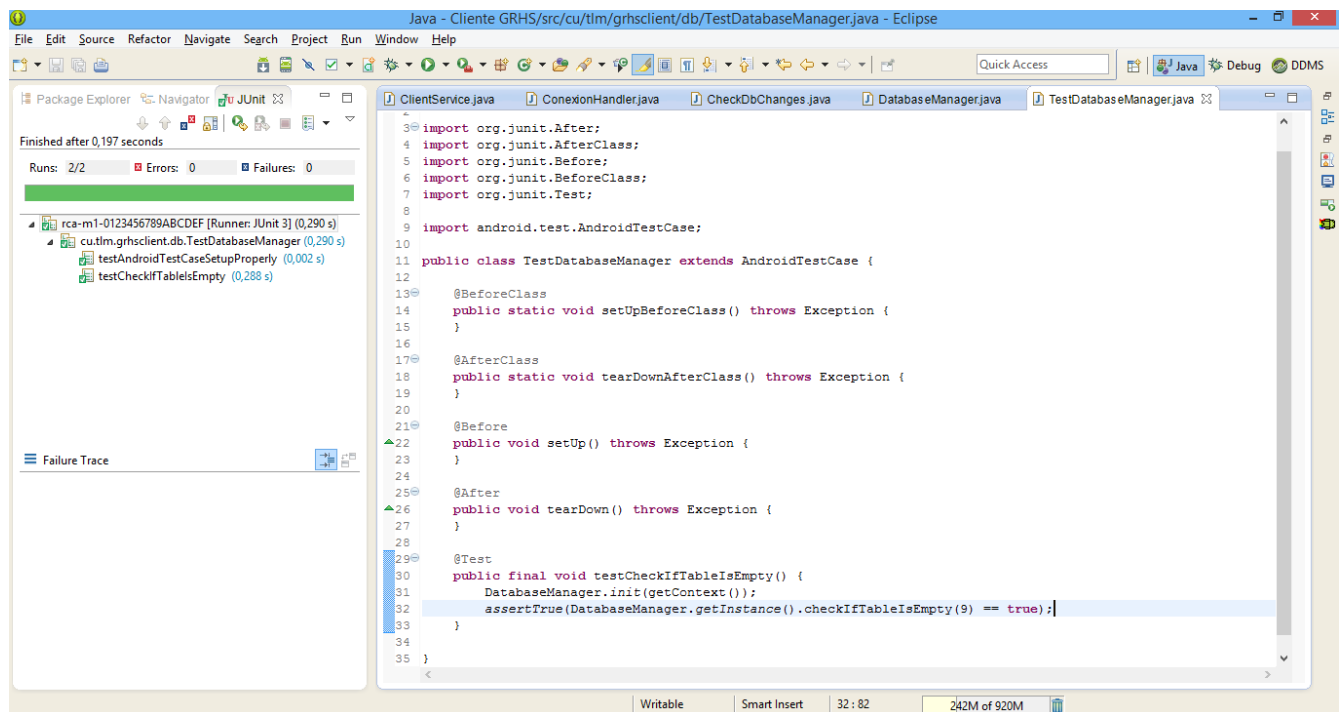 Java - Cliente GRHS/src/cu/tlm/grhsclient/db/TestDatabaseManager.java - Eclipse
File Edit Source Refactor Navigate Search Project Run Window Help
Quick Access
Java
Debug
DDMS
Package Explorer
Navigator
JUnit
Finished after 0,197 seconds
Runs: 2/2
Errors: 0
Failures: 0
rca-m1-0123456789ABCDEF [Runner: JUnit 3] (0,290 s)
cu.tlm.grhsclient.db.TestDatabaseManager (0,290 s)
testAndroidTestCaseSetupProperly (0,002 s)
testCheckIfTableIsEmpty (0,288 s)
Failure Trace
ClientService.java
ConexionHandler.java
CheckDbChanges.java
DatabaseManager.java
TestDatabaseManager.java
3 import org.junit.After;
4 import org.junit.AfterClass;
5 import org.junit.Before;
6 import org.junit.BeforeClass;
7 import org.junit.Test;
8
9 import android.test.AndroidTestCase;
10
11 public class TestDatabaseManager extends AndroidTestCase {
12
13 @BeforeClass
14 public static void setUpBeforeClass() throws Exception {
15 }
16
17 @AfterClass
18 public static void tearDownAfterClass() throws Exception {
19 }
20
21 @Before
22 public void setUp() throws Exception {
23 }
24
25 @After
26 public void tearDown() throws Exception {
27 }
28
29 @Test
30 public final void testCheckIfTableIsEmpty() {
31 DatabaseManager.init(getContext());
32 assertTrue(DatabaseManager.getInstance().checkIfTableIsEmpty(9) == true);
33 }
34
35 }
Writable
Smart Insert
32 : 82
242M of 920M